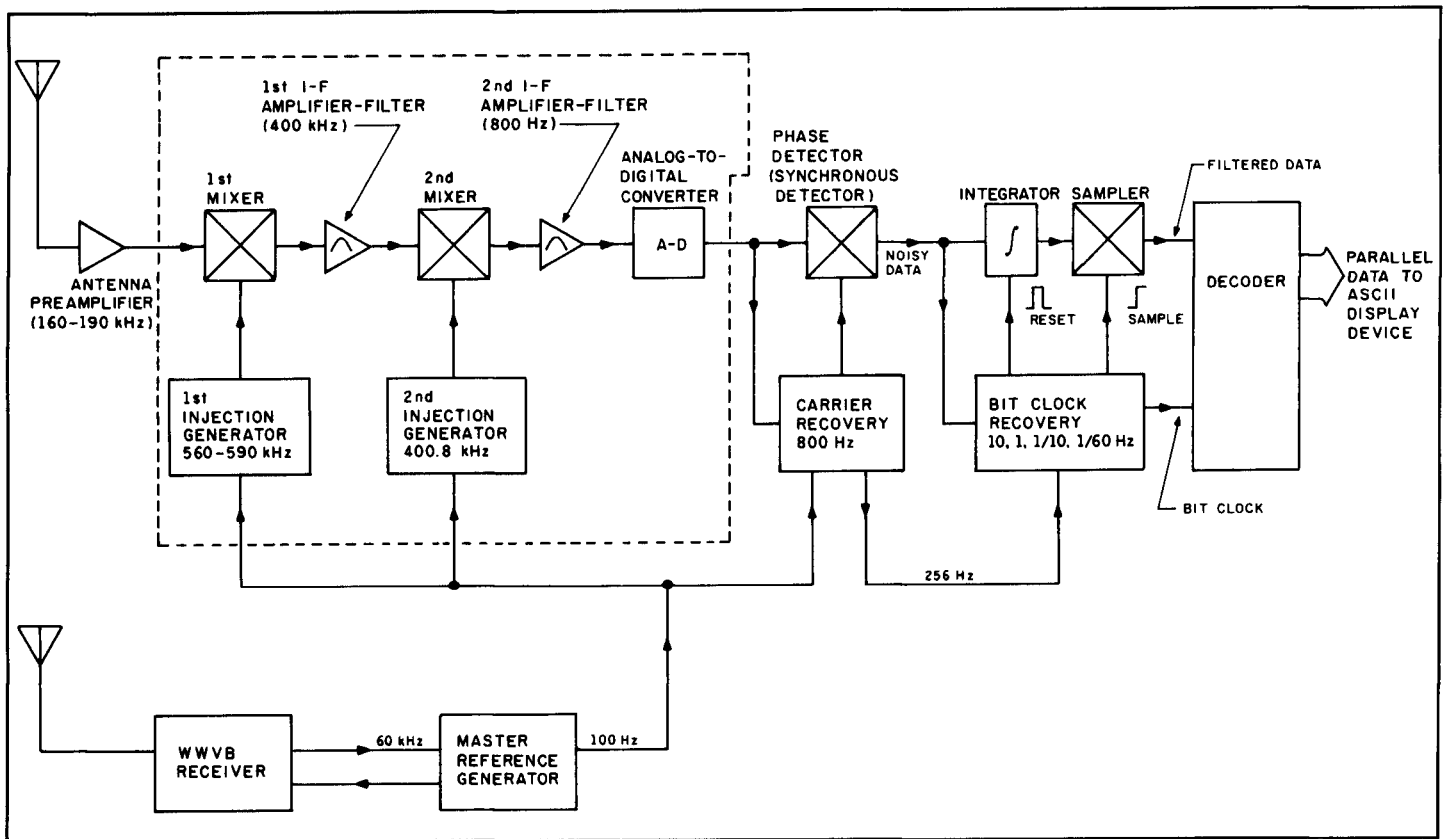 1st I-F
AMPLIFIER-FILTER
(400 kHz)
2nd I-F
AMPLIFIER-FILTER
(800 Hz)
1st
MIXER
2nd
MIXER
ANALOG-TO-
DIGITAL
CONVERTER
A-D
PHASE
DETECTOR
(SYNCHRONOUS
DETECTOR)
INTEGRATOR
∫
SAMPLER
FILTERED DATA
ANTENNA
PREAMPLIFIER
(160-190 kHz)
NOISY
DATA
RESET
SAMPLE
DECODER
PARALLEL
DATA TO
ASCII
DISPLAY
DEVICE
1st
INJECTION
GENERATOR
560-590 kHz
2nd
INJECTION
GENERATOR
400.8 kHz
CARRIER
RECOVERY
800 Hz
BIT CLOCK
RECOVERY
10, 1, 1/10, 1/60 Hz
BIT CLOCK
256 Hz
WWVB
RECEIVER
60 kHz
MASTER
REFERENCE
GENERATOR
100 Hz